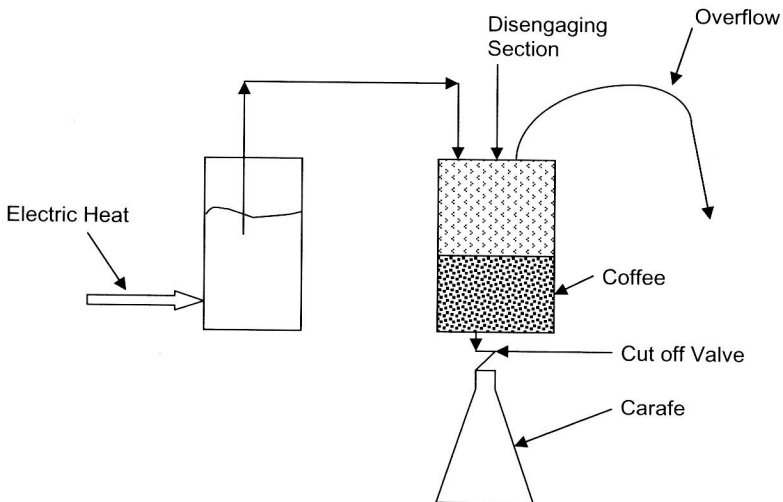 Overflow
Disengaging
Section
Electric Heat
Coffee
Cut off Valve
Carafe